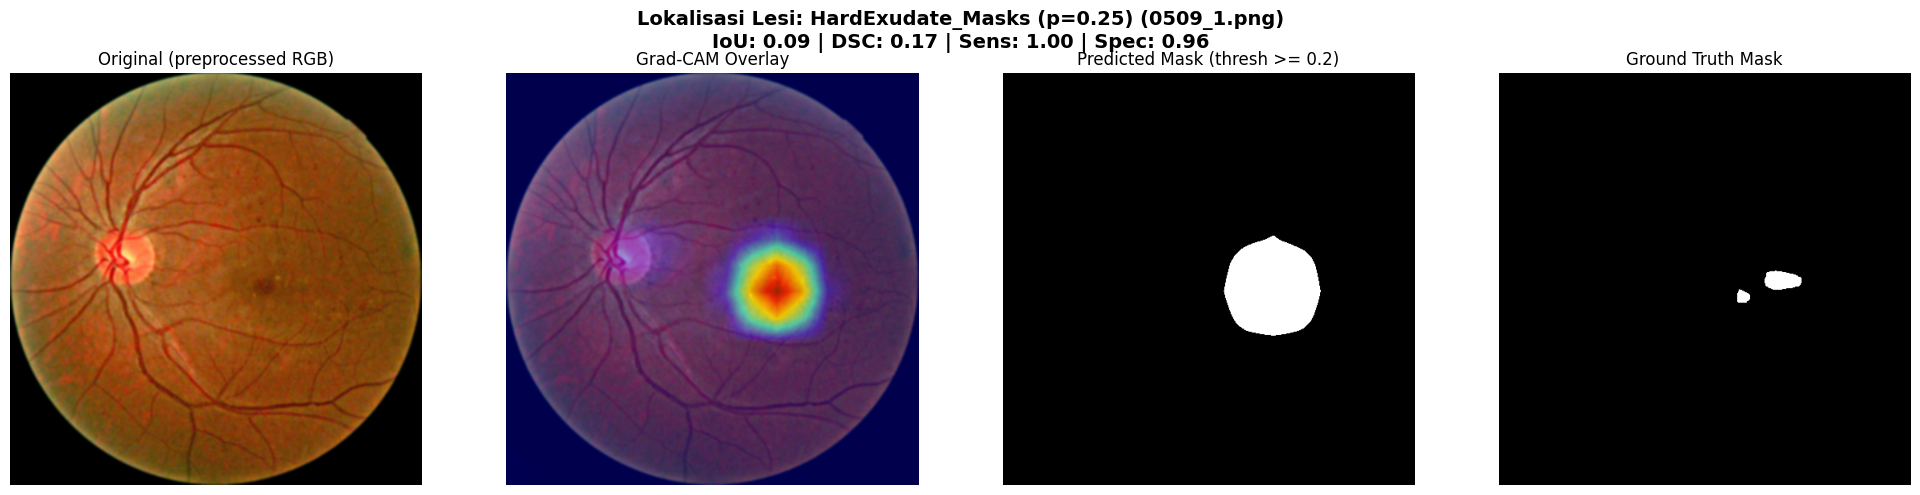 Lokalisasi Lesi: HardExudate_Masks (p=0.25) (0509_1.png)
IoU: 0.09 | DSC: 0.17 | Sens: 1.00 | Spec: 0.96
Original (preprocessed RGB)
Grad-CAM Overlay
Predicted Mask (thresh >= 0.2)
Ground Truth Mask